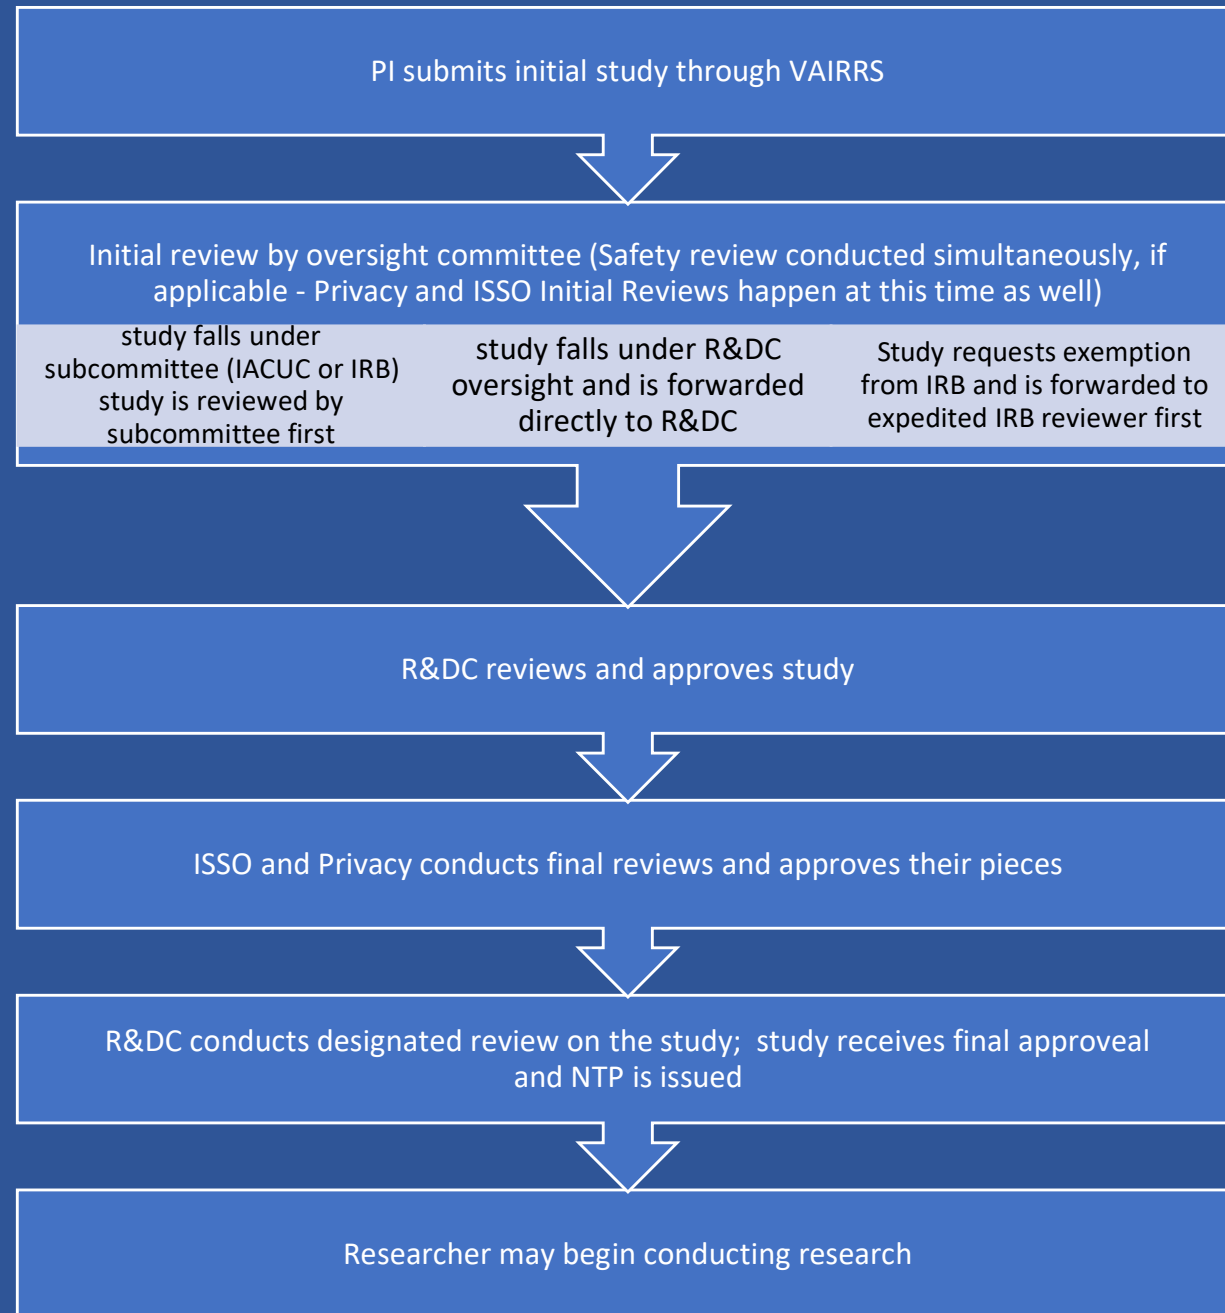 PI submits initial study through VAIRRS
Initial review by oversight committee (Safety review conducted simultaneously, if
applicable - Privacy and ISSO Initial Reviews happen at this time as well)
study falls under
subcommittee (IACUC or IRB)
study is reviewed by
subcommittee first
study falls under R&DC
oversight and is forwarded
directly to R&DC
Study requests exemption
from IRB and is forwarded to
expedited IRB reviewer first
R&DC reviews and approves study
ISSO and Privacy conducts final reviews and approves their pieces
R&DC conducts designated review on the study;  study receives final approveal
and NTP is issued
Researcher may begin conducting research